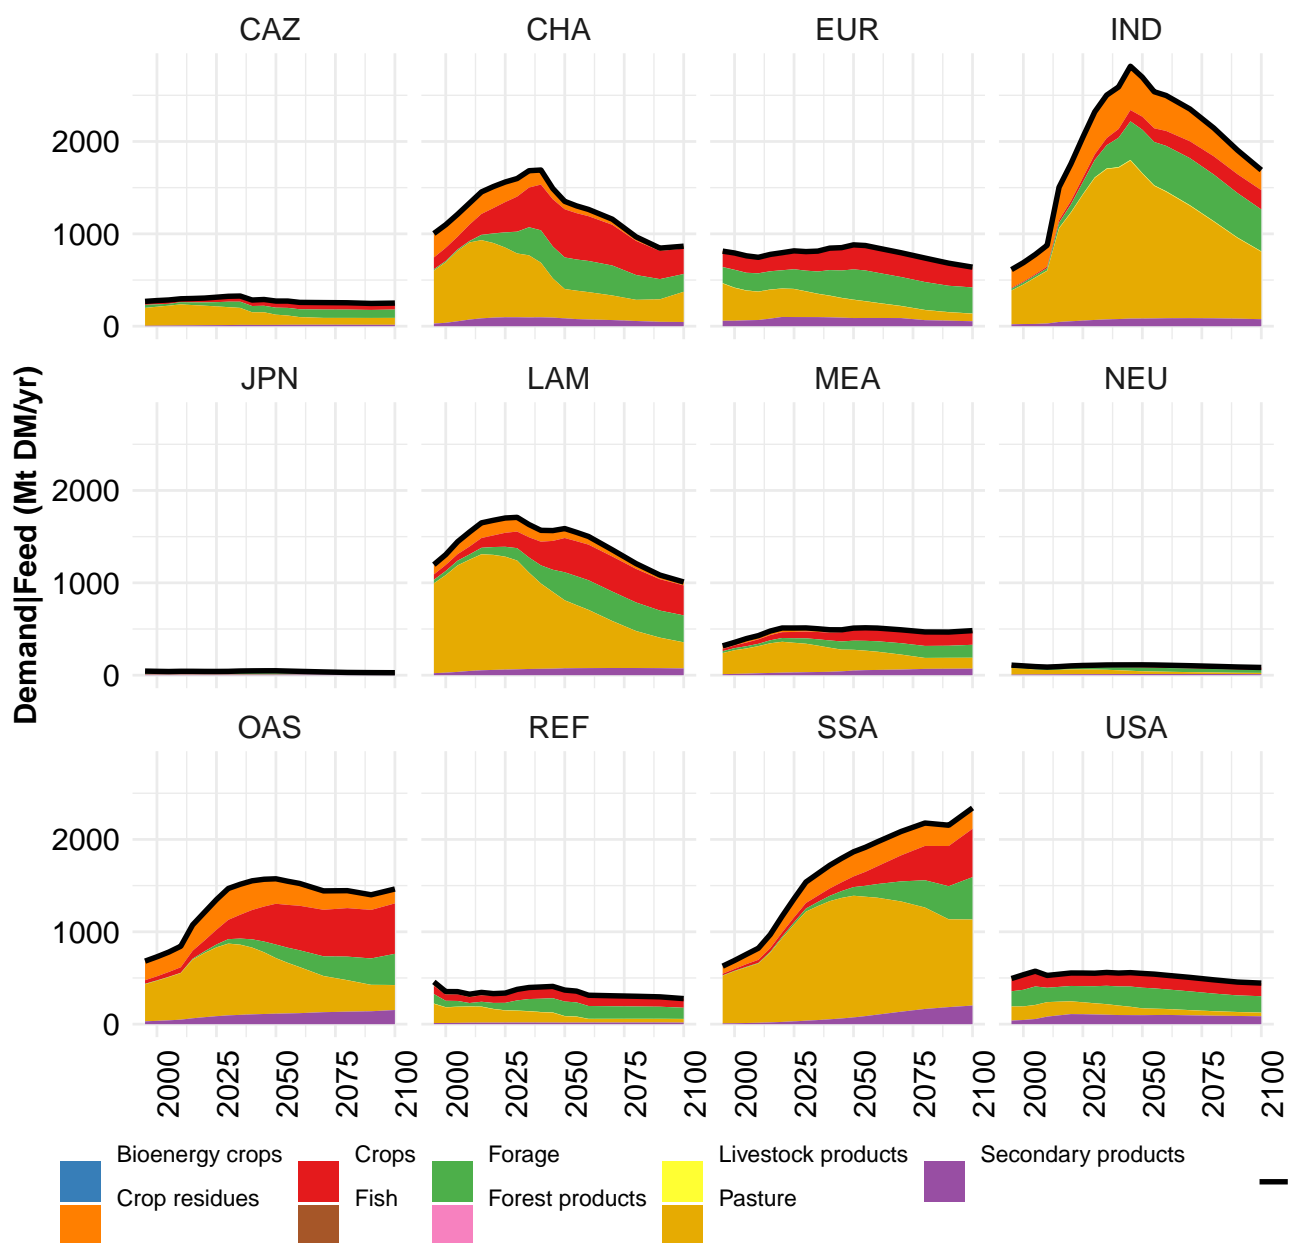 CAZ CHA EUR IND
2000
1000
0
JPN LAM MEA NEU
2000
1000
0
Demand|Feed (Mt DM/yr)
OAS REF SSA USA
2000
1000
0
2000 2025 2050 2075 2100 2000 2025 2050 2075 2100 2000 2025 2050 2075 2100 2000 2025 2050 2075 2100
Bioenergy crops Crops Forage Livestock products Secondary products
Crop residues Fish Forest products Pasture